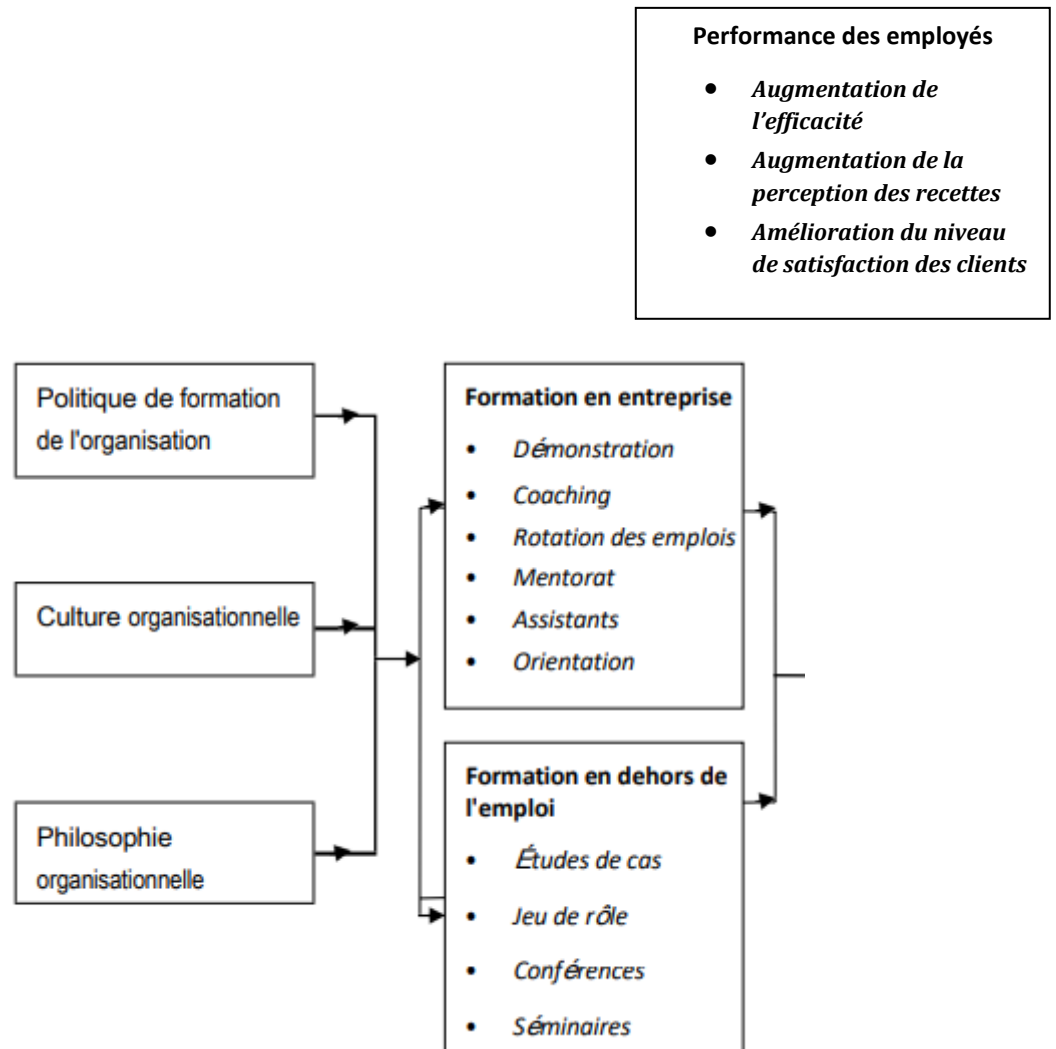 Performance des employés
• Augmentation de
l'efficacité
• Augmentation de la
perception des recettes
• Amélioration du niveau
de satisfaction des clients
Politique de formation
de l'organisation
Culture organisationnelle
Philosophie
organisationnelle
Formation en entreprise
• Démonstration
• Coaching
• Rotation des emplois
• Mentorat
• Assistants
• Orientation
Formation en dehors de
l'emploi
• Études de cas
• Jeu de rôle
• Conférences
• Séminaires